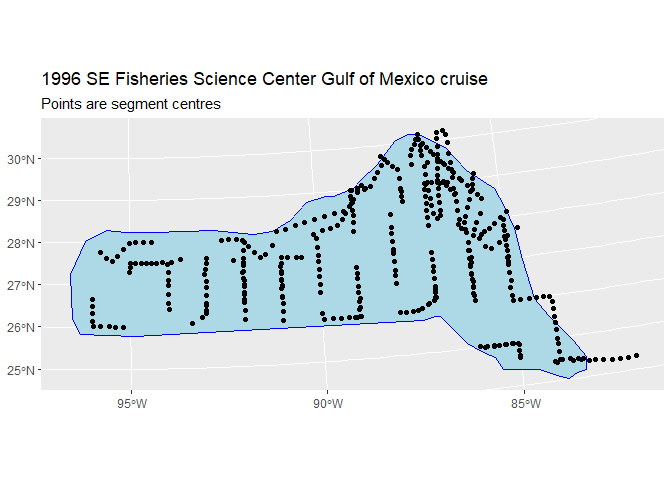 1996 SE Fisheries Science Center Gulf of Mexico cruise
Points are segment centres
30°N
29°N
28°N
27°N
26°N
25°N
95°W
90°W
85°W